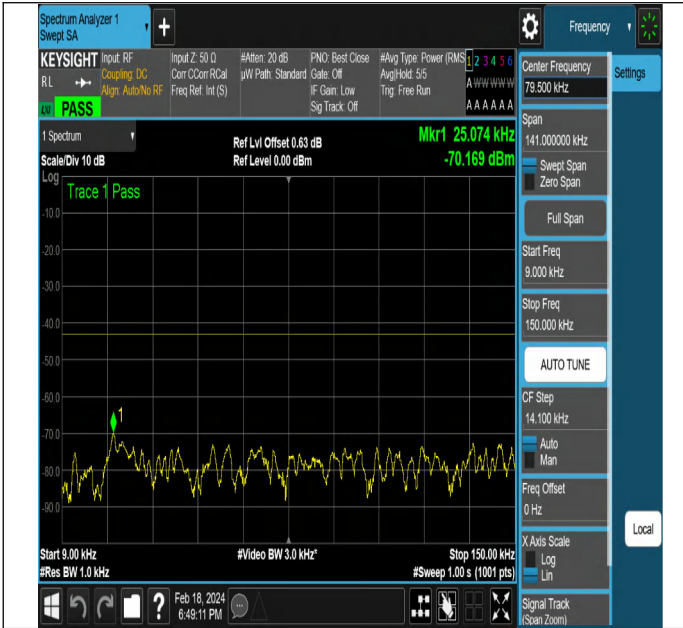 Spectrum Analyzer 1
Swept SA
+
Frequency
KEYSIGHT
RL
PASS
Input: RF
Coupling: DC
Align: Auto/No RF
Input Z: 50 Ω
Corr CCorr RCal
Freq Ref: Int (S)
#Atten: 20 dB
µW Path: Standard
PNO: Best Close
Gate: Off
IF Gain: Low
Sig Track: Off
#Avg Type: Power (RMS
Avg|Hold: 5/5
Trig: Free Run
1 2 3 4 5 6
A W W W W W
A A A A A A
1 Spectrum
Scale/Div 10 dB
Ref Lvl Offset 0.63 dB
Ref Level 0.00 dBm
Mkr1 25.074 kHz
-70.169 dBm
Log
Trace 1 Pass
-10.0
-20.0
-30.0
-40.0
-50.0
-60.0
-70.0
-80.0
-90.0
1
Start 9.00 kHz
#Res BW 1.0 kHz
#Video BW 3.0 kHz*
Stop 150.00 kHz
#Sweep 1.00 s (1001 pts)
Feb 18, 2024
6:49:11 PM
Center Frequency
79.500 kHz
Settings
Span
141.000000 kHz
Swept Span
Zero Span
Full Span
Start Freq
9.000 kHz
Stop Freq
150.000 kHz
AUTO TUNE
CF Step
14.100 kHz
Auto
Man
Freq Offset
0 Hz
X Axis Scale
Log
Lin
Local
Signal Track
(Span Zoom)